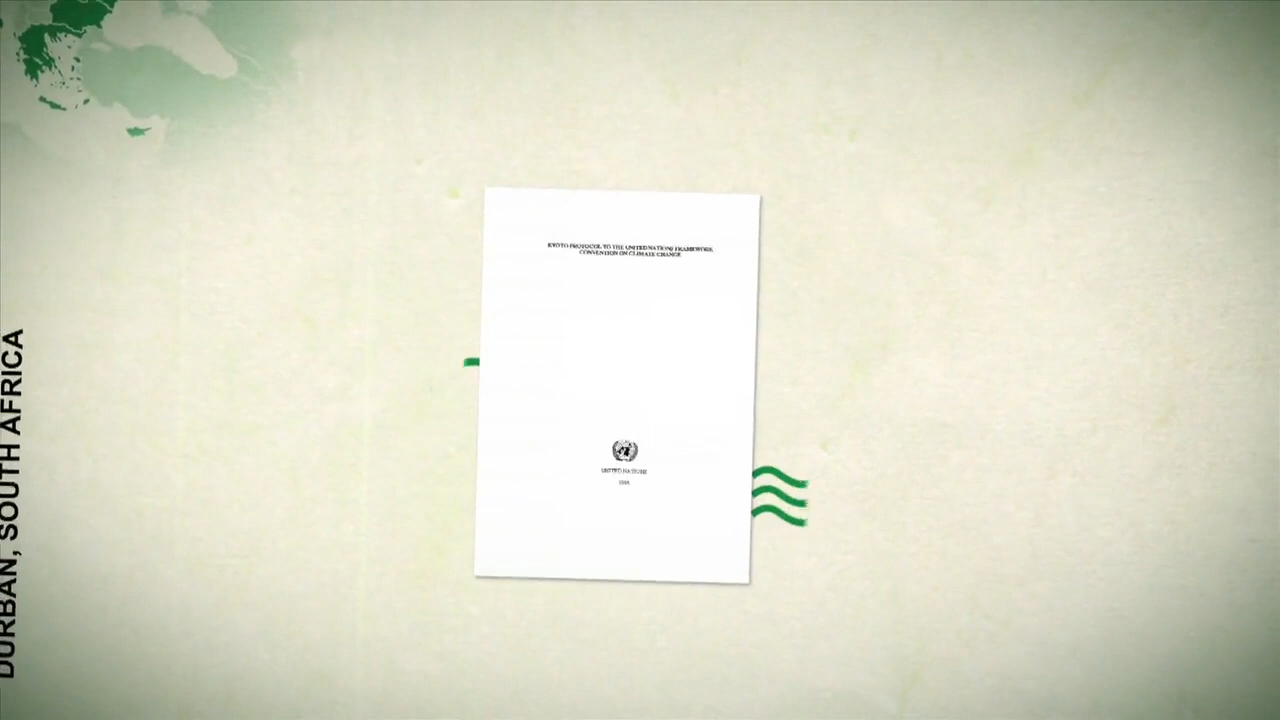 DURBAN, SOUTH AFRICA
KYOTO PROTOCOL TO THE UNITED NATIONS FRAMEWORK
CONVENTION ON CLIMATE CHANGE
UNITED NATIONS